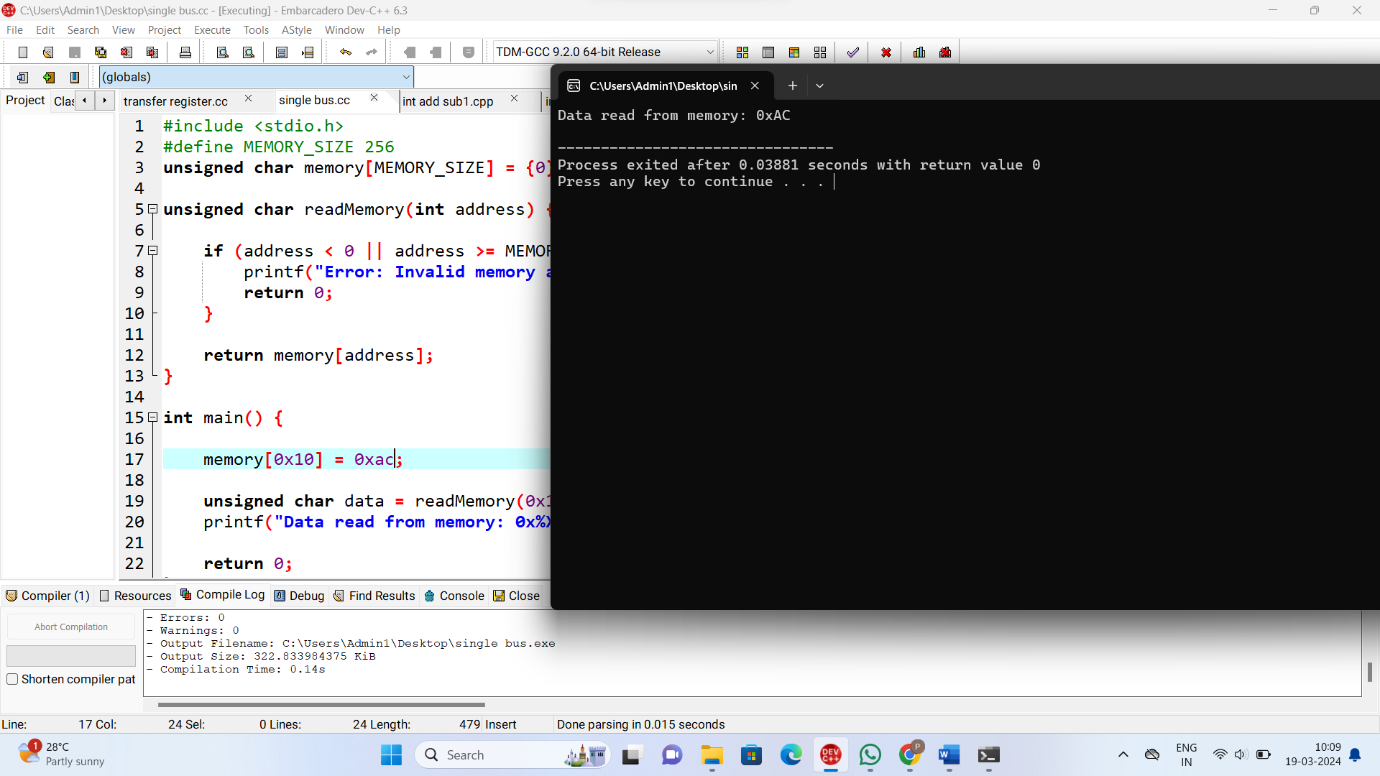 C:\Users\Admin1\Desktop\single bus.cc - [Executing] - Embarcadero Dev-C++ 6.3
File Edit Search View Project Execute Tools AStyle Window Help
TDM-GCC 9.2.0 64-bit Release
(globals)
Project Clas transfer register.cc single bus.cc int add sub1.cpp
1 #include <stdio.h>
2 #define MEMORY_SIZE 256
3 unsigned char memory[MEMORY_SIZE] = {0}
4
5 unsigned char readMemory(int address) {
6
7 if (address < 0 || address >= MEMOR
8 printf("Error: Invalid memory a
9 return 0;
10 }
11
12 return memory[address];
13 }
14
15 int main() {
16
17 memory[0x10] = 0xac;
18
19 unsigned char data = readMemory(0x1
20 printf("Data read from memory: 0x%X
21
22 return 0;
C:\Users\Admin1\Desktop\sin
Data read from memory: 0xAC
--------------------------------
Process exited after 0.03881 seconds with return value 0
Press any key to continue . . .
Compiler (1) Resources Compile Log Debug Find Results Console Close
Abort Compilation
Shorten compiler pat
- Errors: 0
- Warnings: 0
- Output Filename: C:\Users\Admin1\Desktop\single bus.exe
- Output Size: 322.833984375 KiB
- Compilation Time: 0.14s
Line: 17 Col: 24 Sel: 0 Lines: 24 Length: 479 Insert Done parsing in 0.015 seconds
1
28°C
Partly sunny
Search
DEV
C++
P
ENG
IN
10:09
19-03-2024